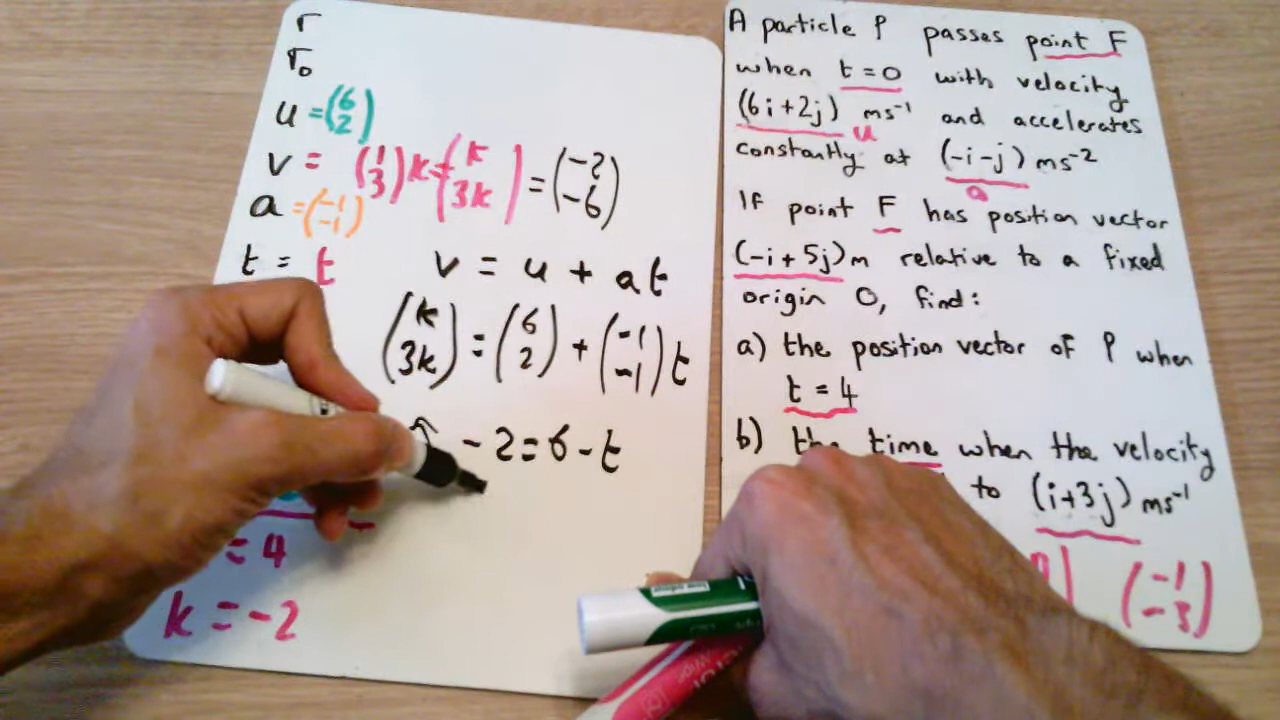 r
r₀
u = (6 2)
v = (1 3)k = (k 3k) = (-2 -6)
a = (-1 -1)
t = t
v = u + at
(k 3k) = (6 2) + (-1 -1)t
-2 = 6 - t
= 4
k = -2
A particle P passes point F
when t=0 with velocity
(6i+2j) ms⁻¹ and accelerates
u
constantly at (-i-j) ms⁻²
a
If point F has position vector
(-i+5j)m relative to a fixed
origin O, find:
a) the position vector of P when
t = 4
b) the time when the velocity
to (i+3j) ms⁻¹
(-1 -3)